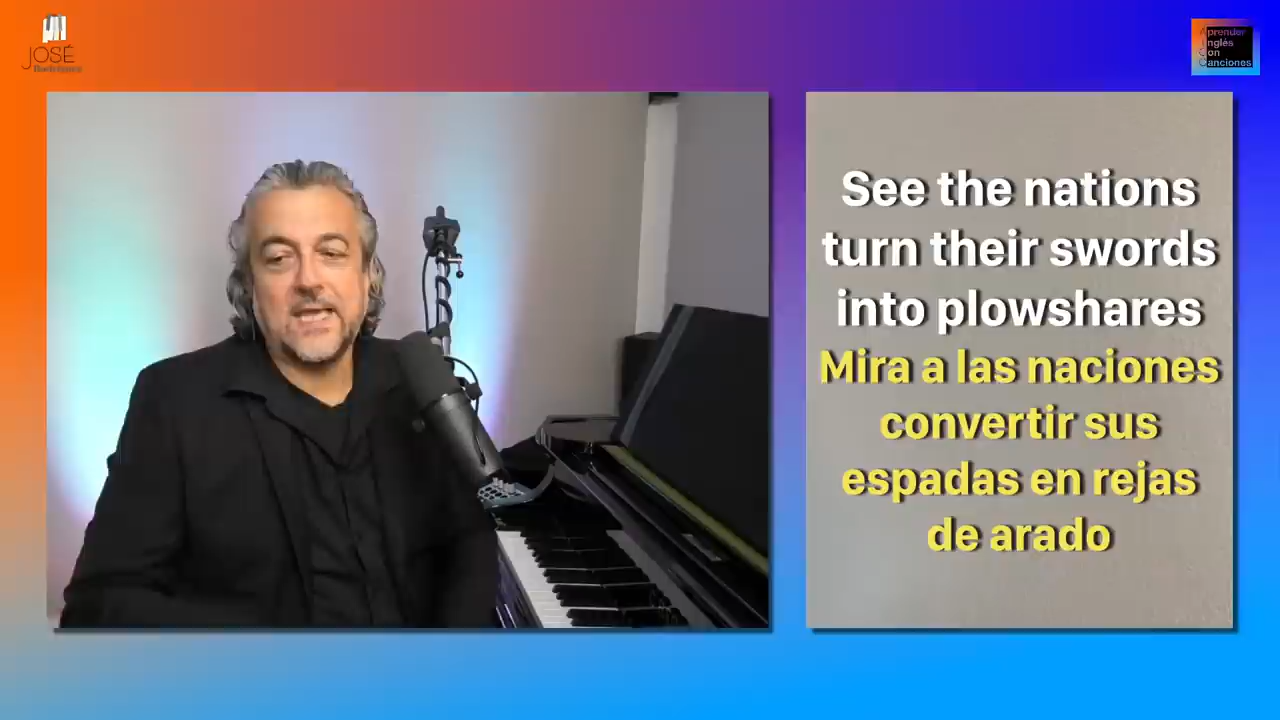 JOSÉ
Rodríguez
Aprender
Inglés
Con
Canciones
See the nations
turn their swords
into plowshares
Mira a las naciones
convertir sus
espadas en rejas
de arado